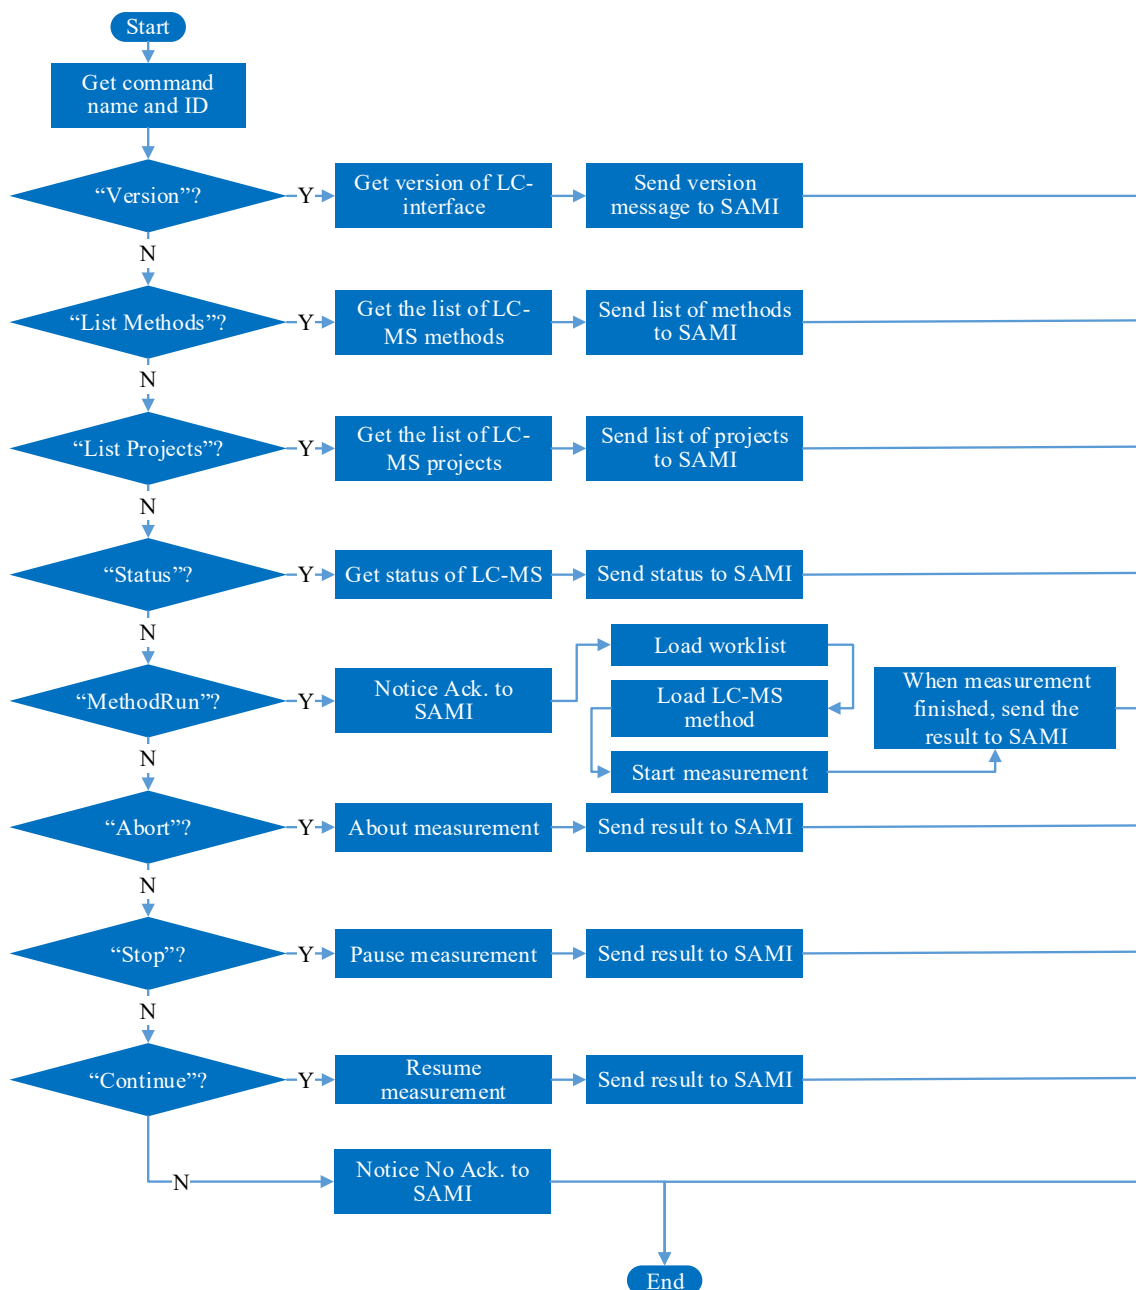 Start
Get command
name and ID
“Version”?
Y
Get version of LC-
interface
Send version
message to SAMI
N
“List Methods”?
Y
Get the list of LC-
MS methods
Send list of methods
to SAMI
N
“List Projects”?
Y
Get the list of LC-
MS projects
Send list of projects
to SAMI
N
“Status”?
Y
Get status of LC-MS
Send status to SAMI
N
“MethodRun”?
Y
Notice Ack. to
SAMI
Load worklist
Load LC-MS
method
Start measurement
When measurement
finished, send the
result to SAMI
N
“Abort”?
Y
About measurement
Send result to SAMI
N
“Stop”?
Y
Pause measurement
Send result to SAMI
N
“Continue”?
Y
Resume
measurement
Send result to SAMI
N
Notice No Ack. to
SAMI
End